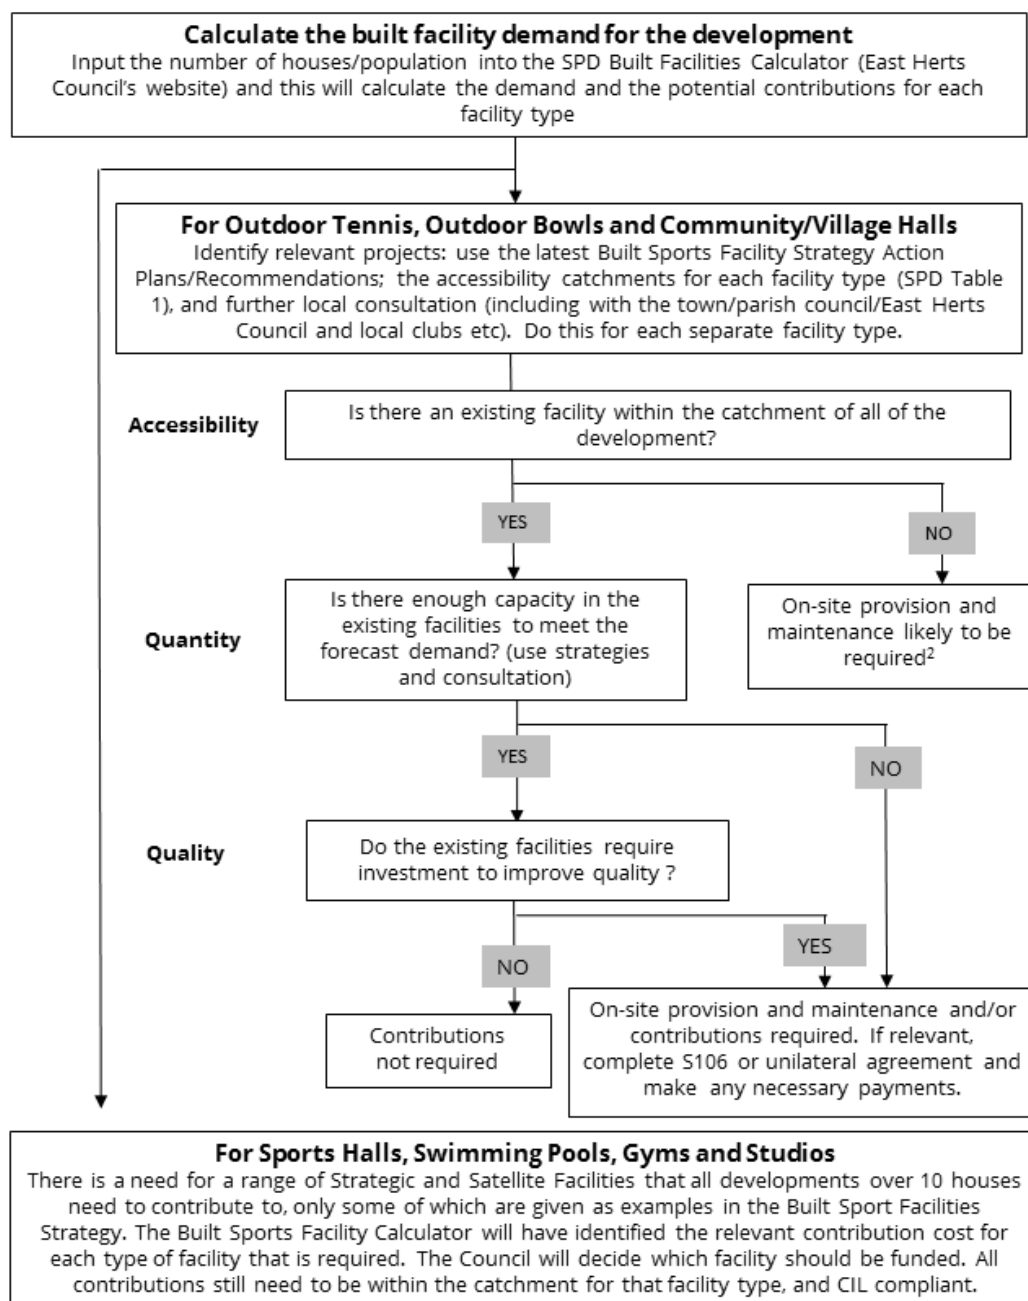 Calculate the built facility demand for the development
Input the number of houses/population into the SPD Built Facilities Calculator (East Herts
Council's website) and this will calculate the demand and the potential contributions for each
facility type
For Outdoor Tennis, Outdoor Bowls and Community/Village Halls
Identify relevant projects: use the latest Built Sports Facility Strategy Action
Plans/Recommendations; the accessibility catchments for each facility type (SPD Table
1), and further local consultation (including with the town/parish council/East Herts
Council and local clubs etc). Do this for each separate facility type.
Accessibility
Is there an existing facility within the catchment of all of the
development?
YES
NO
Quantity
Is there enough capacity in the
existing facilities to meet the
forecast demand? (use strategies
and consultation)
On-site provision and
maintenance likely to be
required²
YES
NO
Quality
Do the existing facilities require
investment to improve quality ?
NO
YES
Contributions
not required
On-site provision and maintenance and/or
contributions required. If relevant,
complete S106 or unilateral agreement and
make any necessary payments.
For Sports Halls, Swimming Pools, Gyms and Studios
There is a need for a range of Strategic and Satellite Facilities that all developments over 10 houses
need to contribute to, only some of which are given as examples in the Built Sport Facilities
Strategy. The Built Sports Facility Calculator will have identified the relevant contribution cost for
each type of facility that is required. The Council will decide which facility should be funded. All
contributions still need to be within the catchment for that facility type, and CIL compliant.